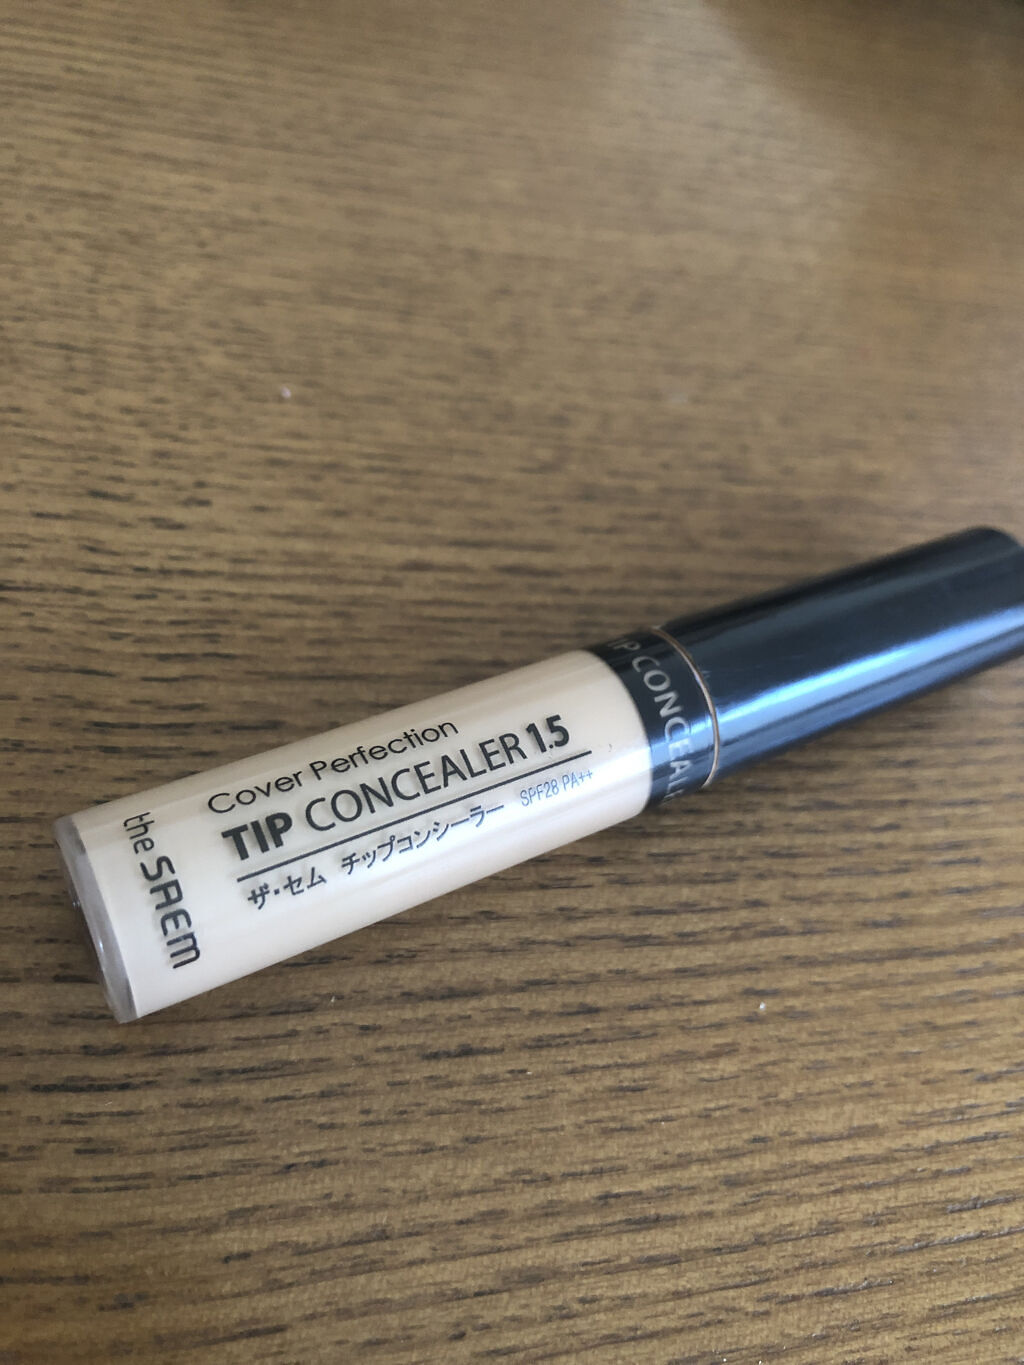 Cover Perfection
TIP CONCEALER 1.5
ザ・セム チップコンシーラー SPF28 PA++
the SAEM
CONCEAL